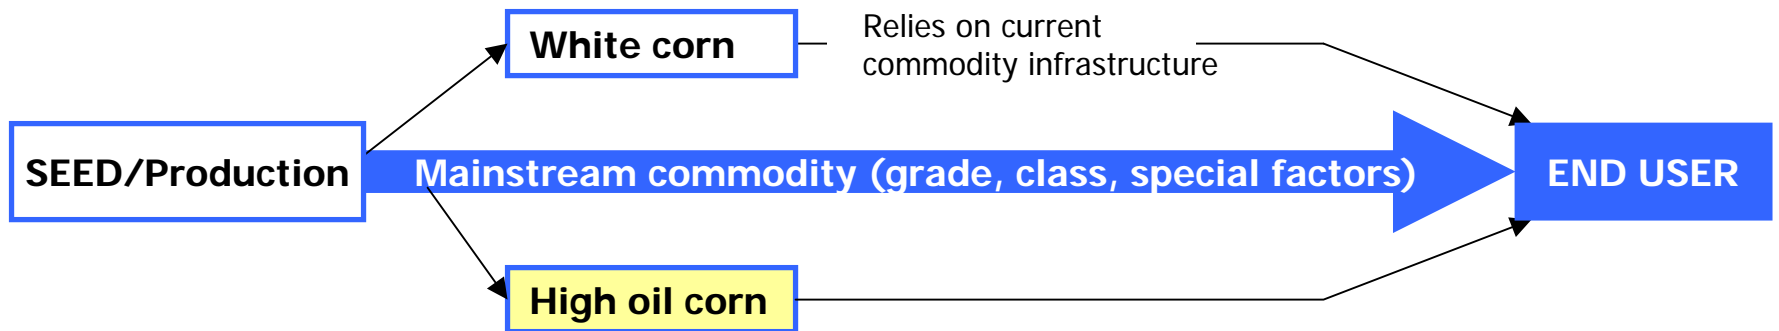 White corn
Relies on current
commodity infrastructure
SEED/Production
Mainstream commodity (grade, class, special factors)
END USER
High oil corn